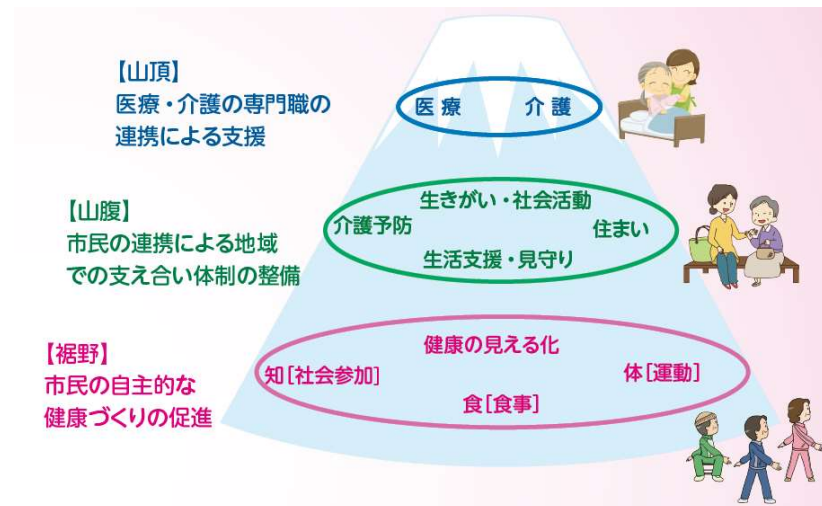 【山頂】
医療・介護の専門職の
連携による支援
医療 介護
【山腹】
市民の連携による地域
での支え合い体制の整備
生きがい・社会活動
介護予防 住まい
生活支援・見守り
【裾野】
市民の自主的な
健康づくりの促進
健康の見える化
知[社会参加] 体[運動]
食[食事]